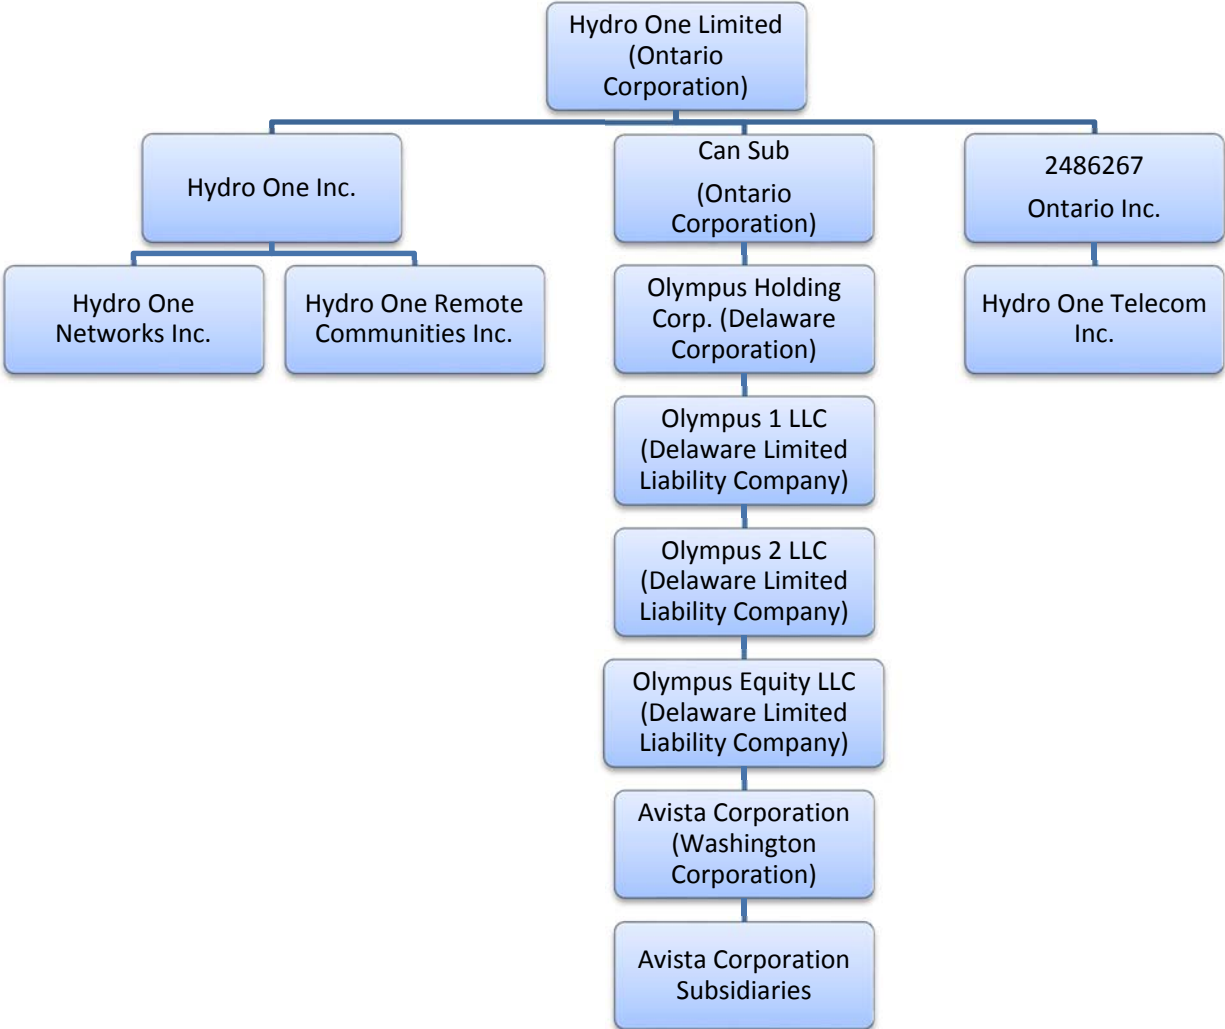 Hydro One Limited
(Ontario
Corporation)
Hydro One Inc.
Can Sub
(Ontario
Corporation)
2486267
Ontario Inc.
Hydro One
Networks Inc.
Hydro One Remote
Communities Inc.
Olympus Holding
Corp. (Delaware
Corporation)
Hydro One Telecom
Inc.
Olympus 1 LLC
(Delaware Limited
Liability Company)
Olympus 2 LLC
(Delaware Limited
Liability Company)
Olympus Equity LLC
(Delaware Limited
Liability Company)
Avista Corporation
(Washington
Corporation)
Avista Corporation
Subsidiaries